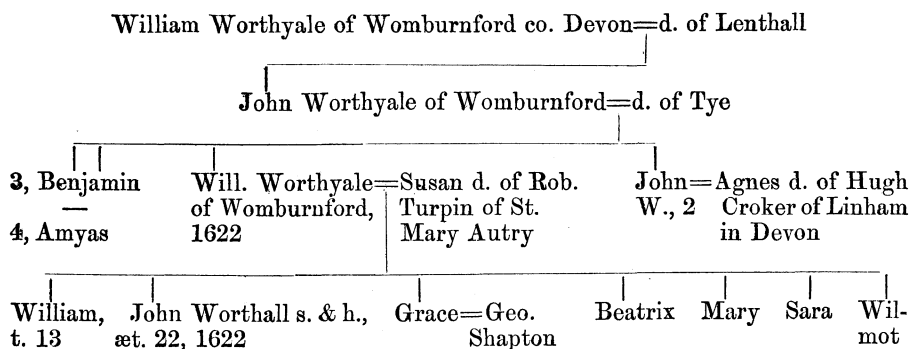 William Worthyale of Womburnford co. Devon=d. of Lenthall
John Worthyale of Womburnford=d. of Tye
3, Benjamin
—
4, Amyas
Will. Worthyale=Susan d. of Rob.
of Womburnford, Turpin of St.
1622 Mary Autry
John=Agnes d. of Hugh
W., 2 Croker of Linham
in Devon
William,
t. 13
John Worthall s. & h.,
æt. 22, 1622
Grace=Geo.
Shapton
Beatrix
Mary
Sara
Wil-
mot